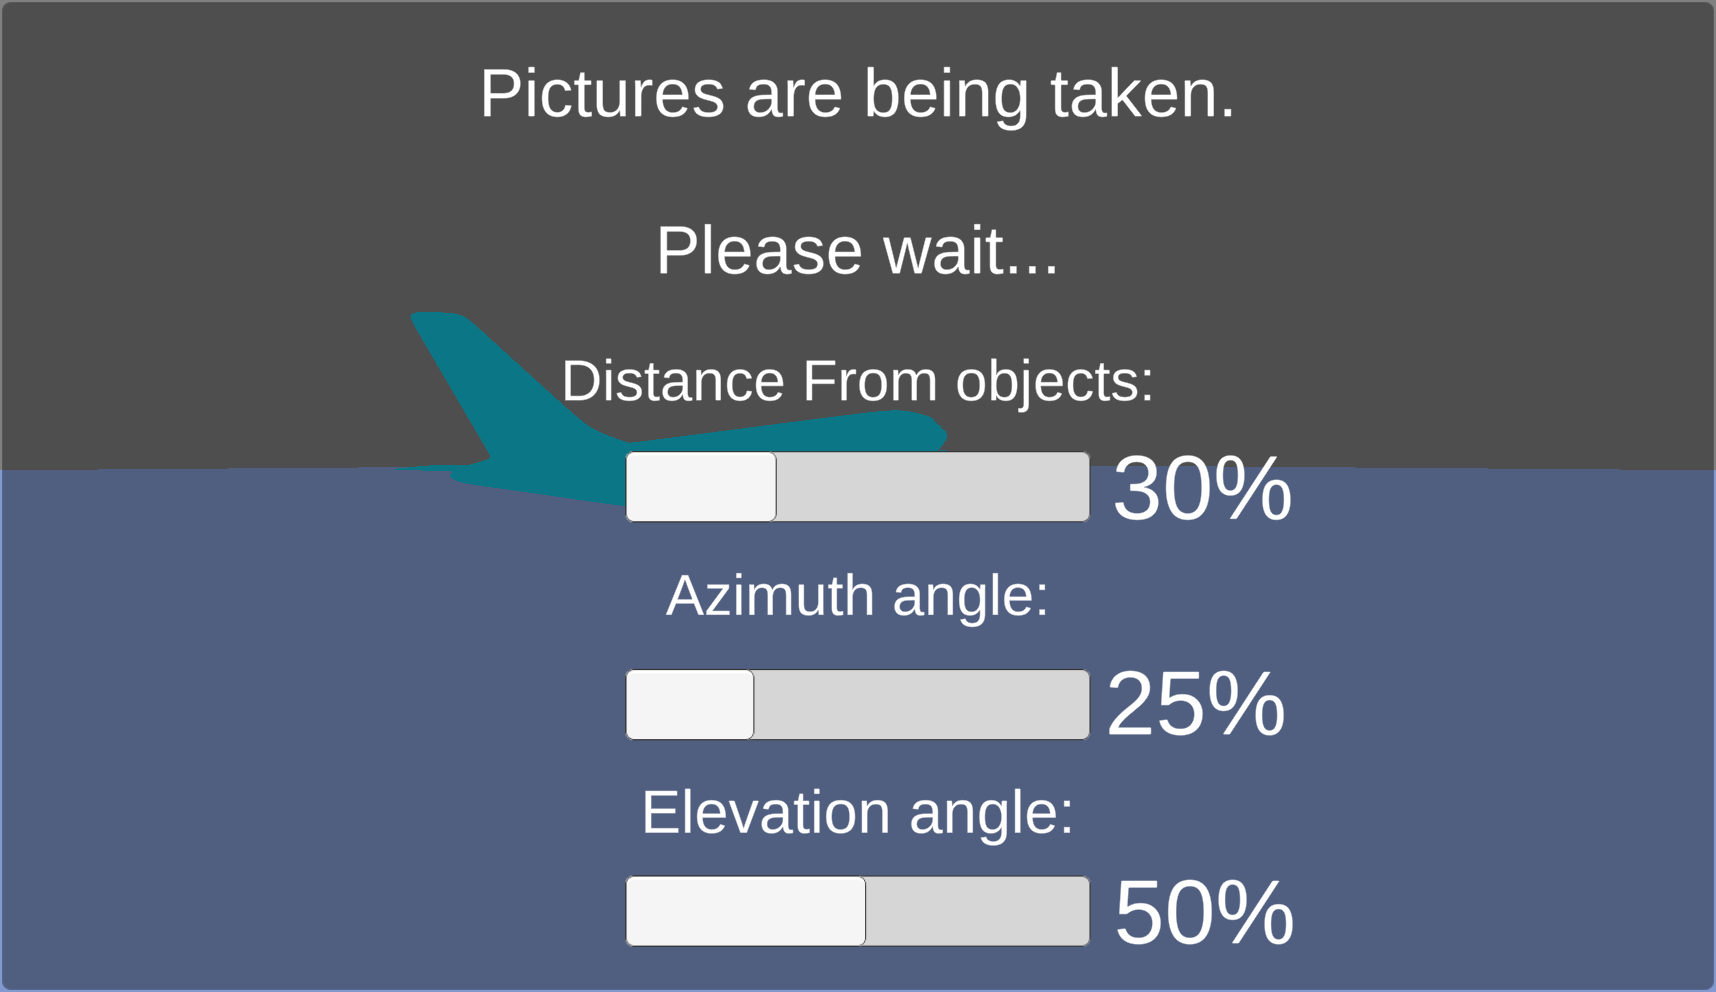 Pictures are being taken.
Please wait...
Distance From objects:
30%
Azimuth angle:
25%
Elevation angle:
50%